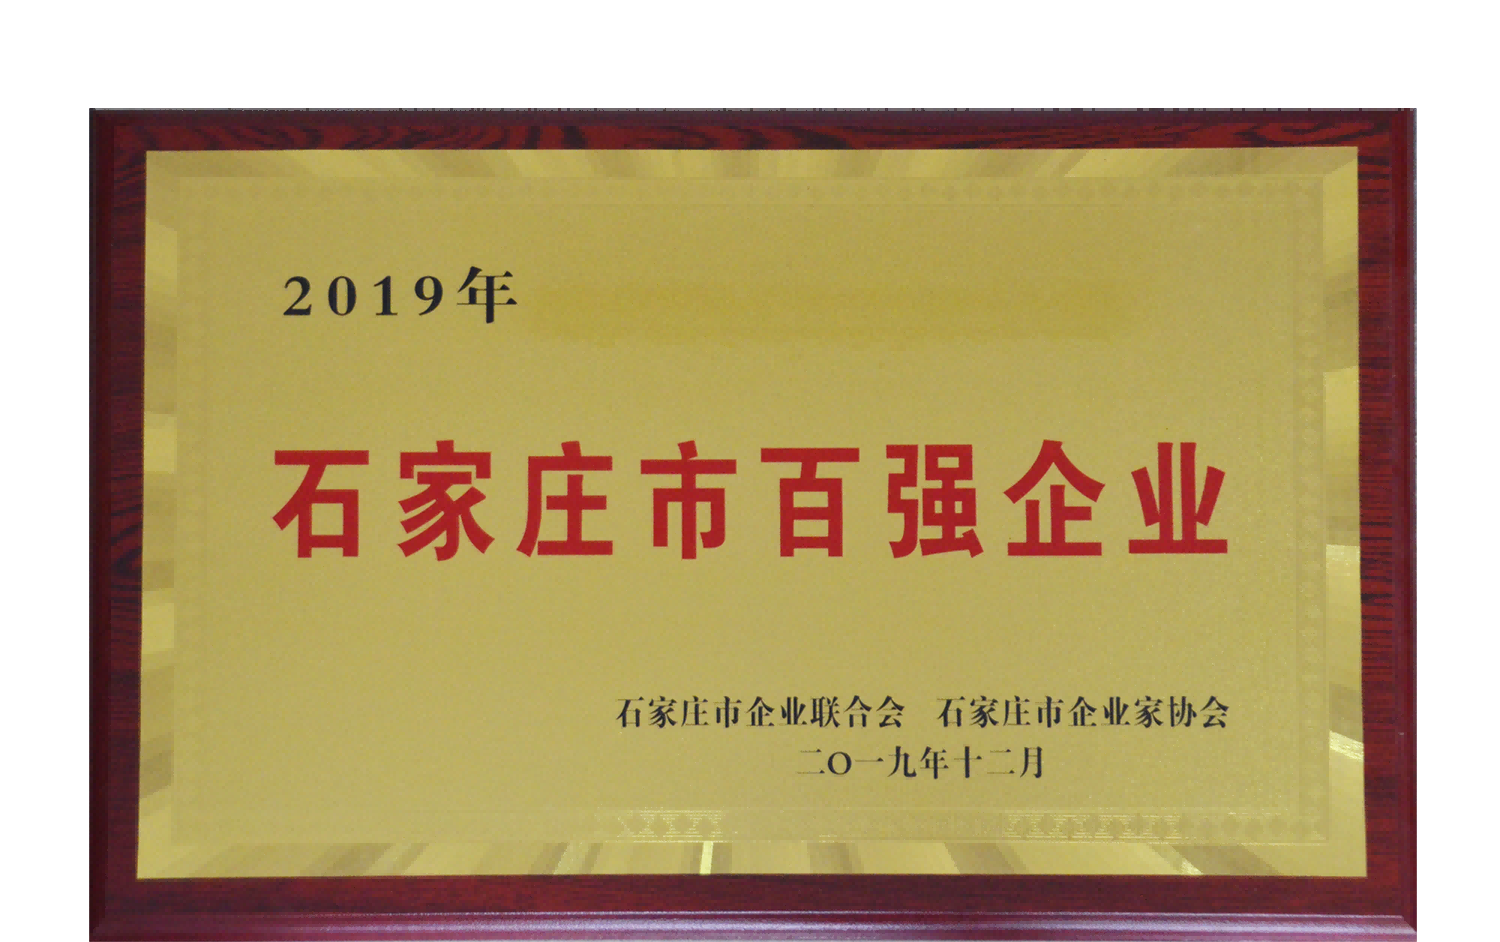 2019年
石家庄市百强企业
石家庄市企业联合会 石家庄市企业家协会
二〇一九年十二月